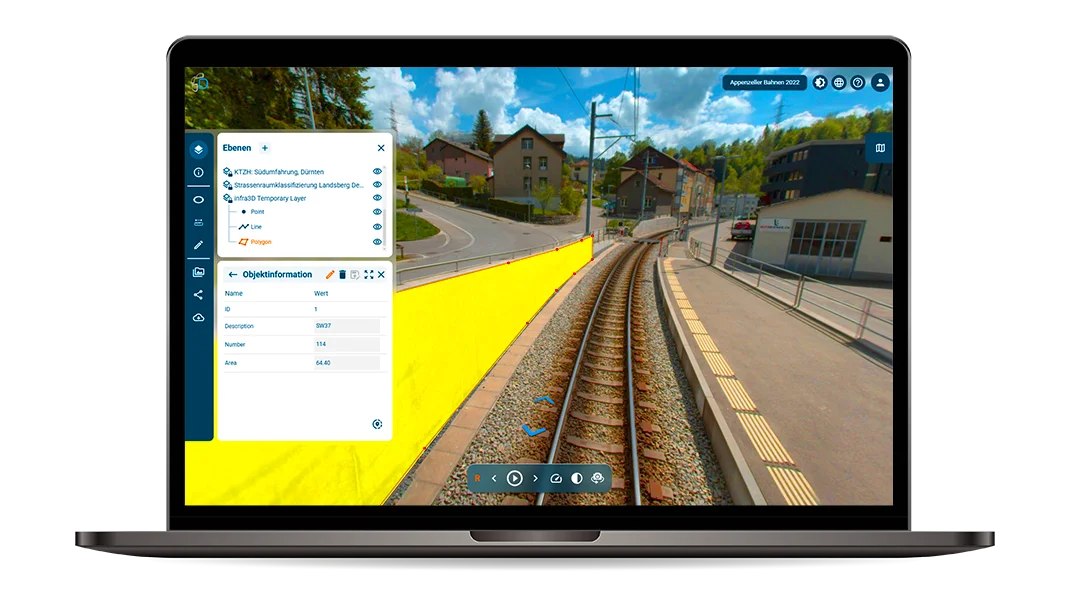 Appenzeller Bahnen 2022
Ebenen +
KTZH: Südumfahrung, Dürnten
Strassenraumklassifizierung Landsberg De...
infra3D Temporary Layer
Point
Line
Polygon
Objektinformation
Name Wert
ID 1
Description SW37
Number 114
Area 64.40
R